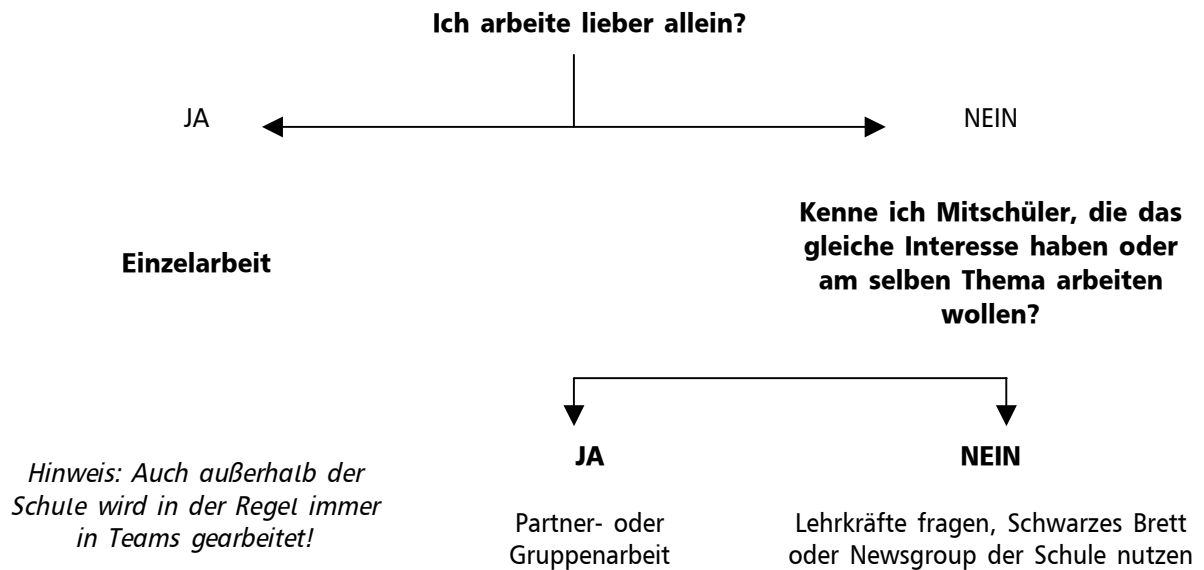 Ich arbeite lieber allein?
JA
NEIN
Einzelarbeit
Kenne ich Mitschüler, die das
gleiche Interesse haben oder
am selben Thema arbeiten
wollen?
JA
NEIN
Hinweis: Auch außerhalb der
Schule wird in der Regel immer
in Teams gearbeitet!
Partner- oder
Gruppenarbeit
Lehrkräfte fragen, Schwarzes Brett
oder Newsgroup der Schule nutzen